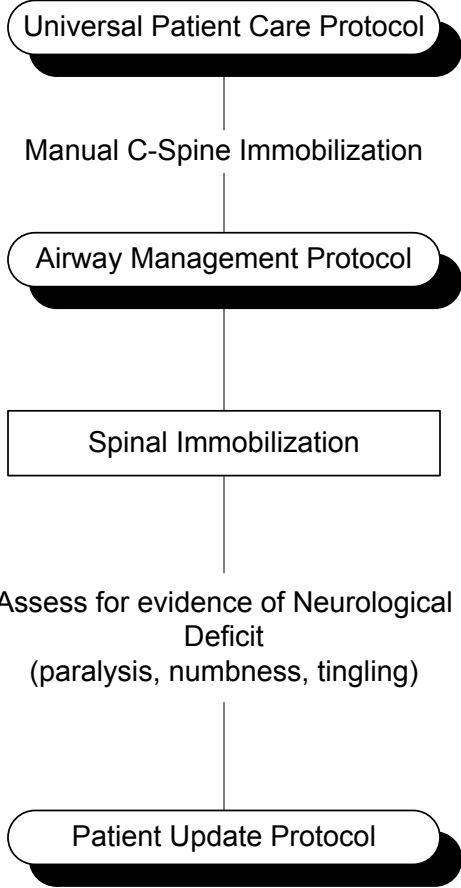 Universal Patient Care Protocol
Manual C-Spine Immobilization
Airway Management Protocol
Spinal Immobilization
Assess for evidence of Neurological
Deficit
(paralysis, numbness, tingling)
Patient Update Protocol